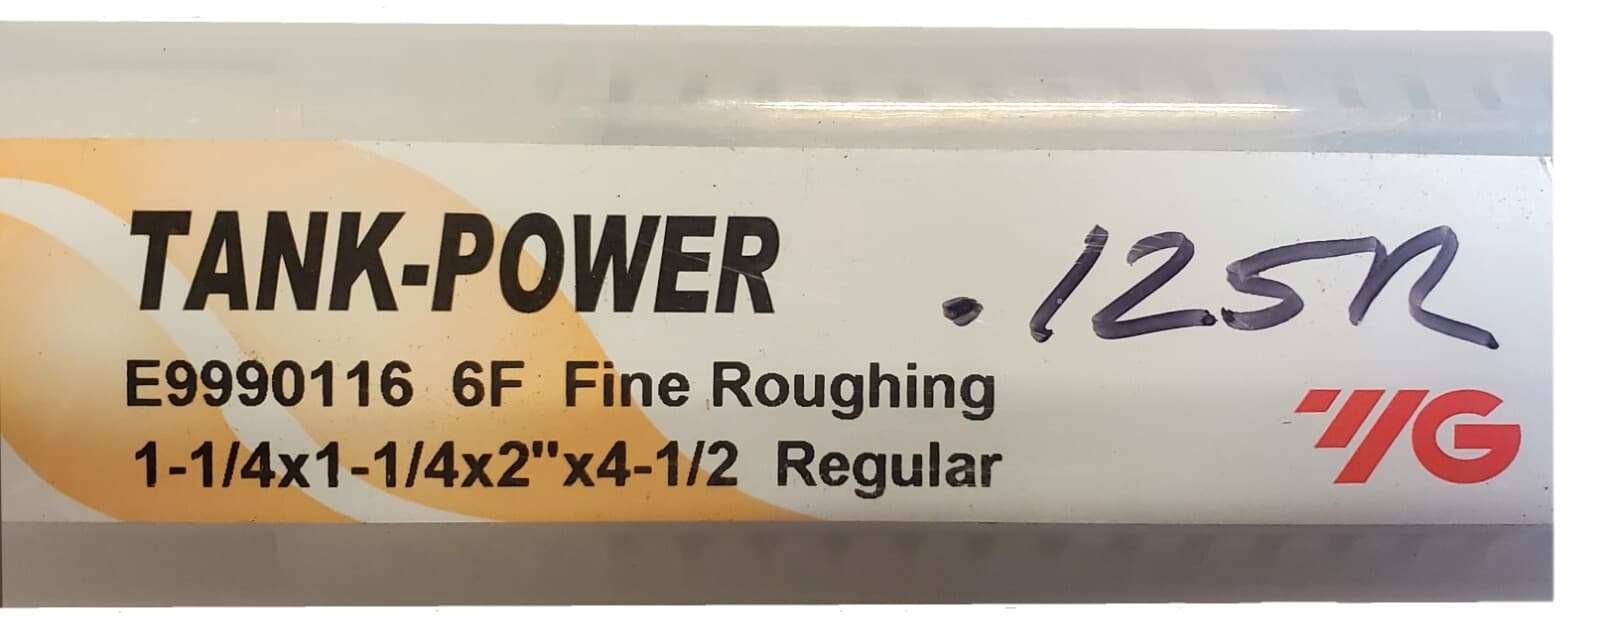 TANK-POWER
.125R
E9990116 6F Fine Roughing
1-1/4x1-1/4x2"x4-1/2 Regular
YG